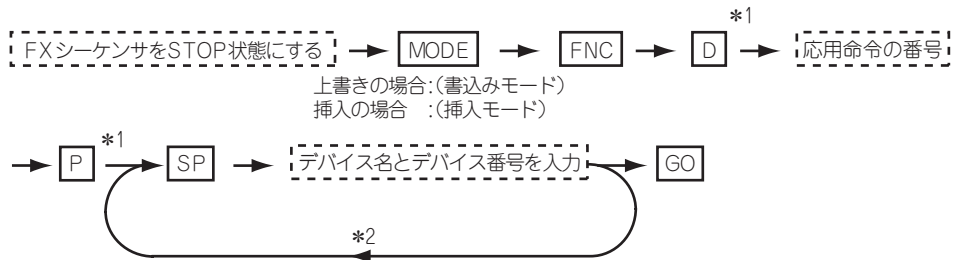 *1
FXシーケンサをSTOP状態にする MODE FNC D 応用命令の番号
上書きの場合:(書込みモード)
挿入の場合 :(挿入モード)
*1
P SP デバイス名とデバイス番号を入力 GO
*2